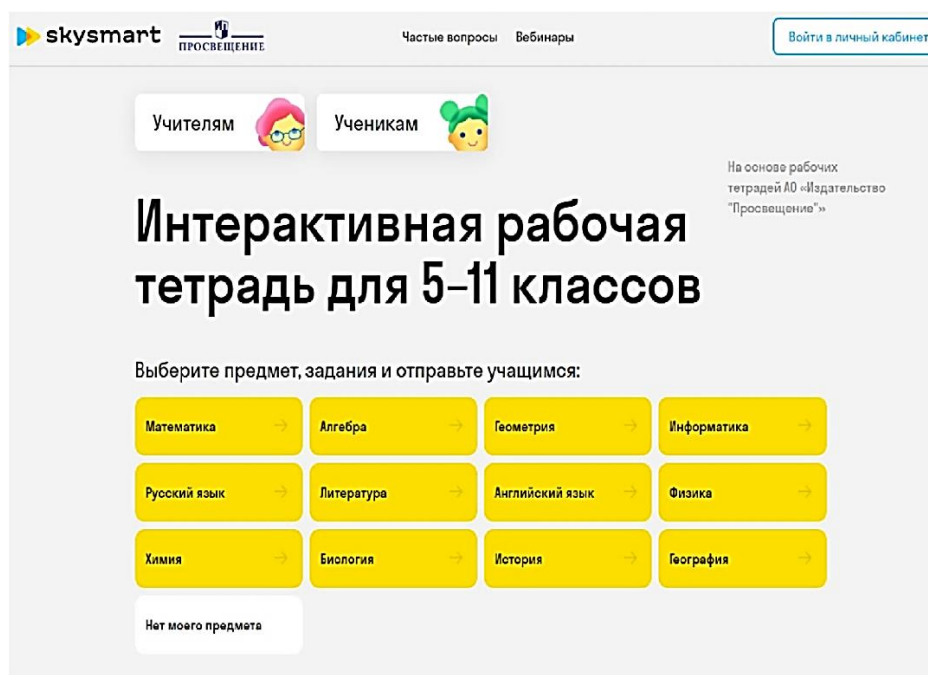 skysmart ПРОСВЕЩЕНИЕ Частые вопросы Вебинары Войти в личный кабинет
Учителям Ученикам
На основе рабочих
тетрадей АО «Издательство
"Просвещение"»
Интерактивная рабочая
тетрадь для 5–11 классов
Выберите предмет, задания и отправьте учащимся:
Математика Алгебра Геометрия Информатика
Русский язык Литература Английский язык Физика
Химия Биология История География
Нет моего предмета